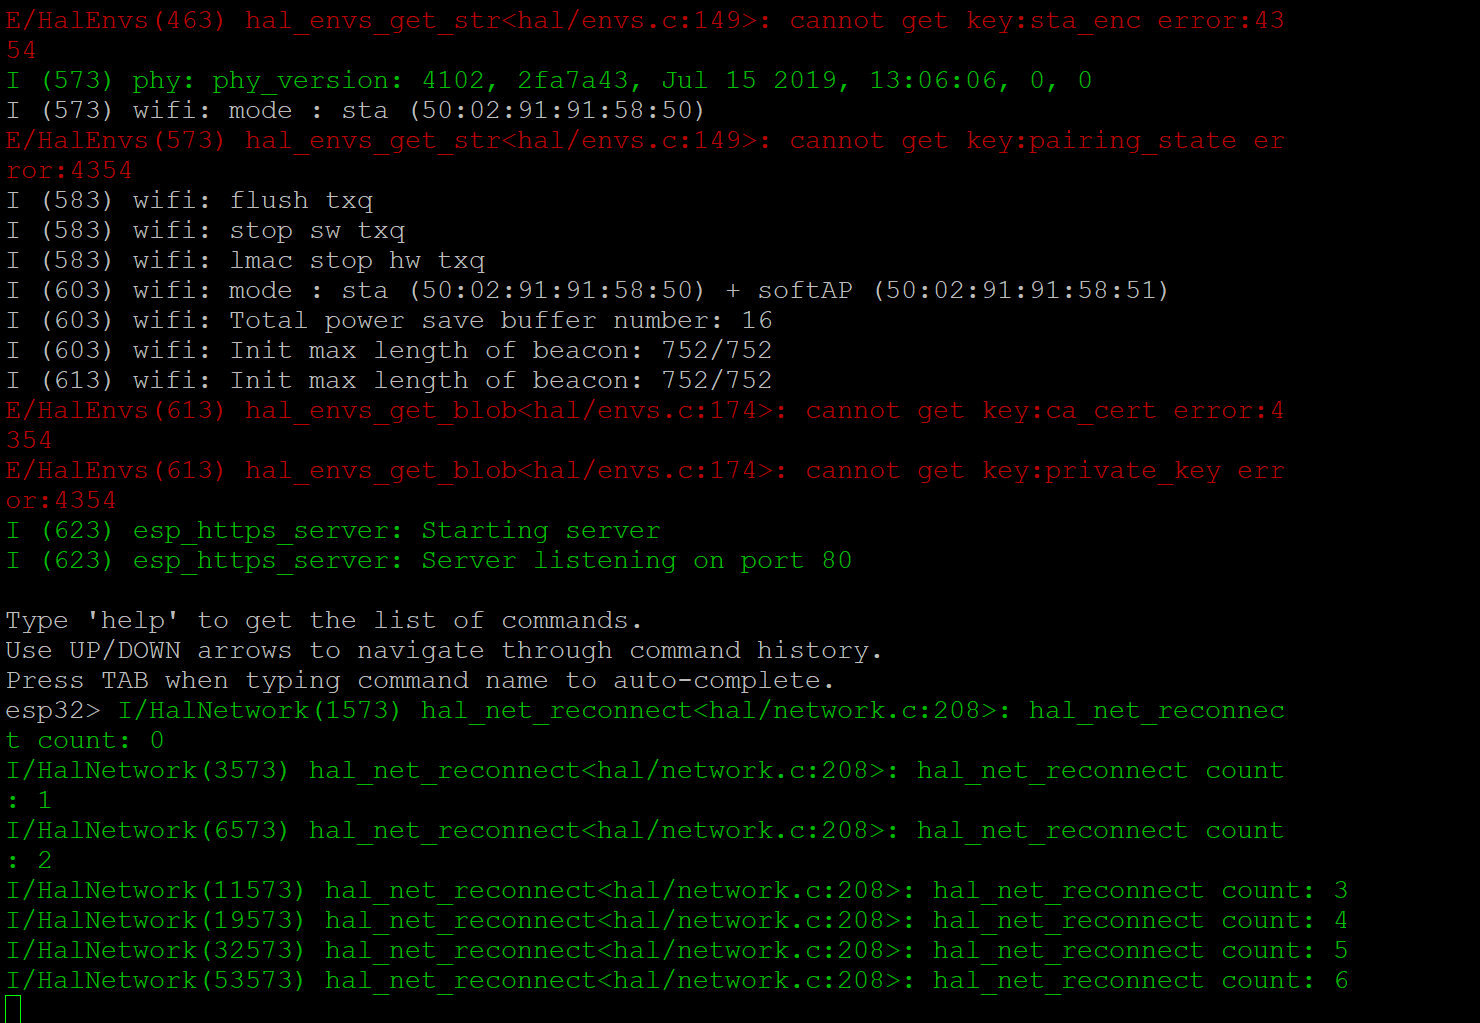 E/HalEnvs(463) hal_envs_get_str<hal/envs.c:149>: cannot get key:sta_enc error:43
54
I (573) phy: phy_version: 4102, 2fa7a43, Jul 15 2019, 13:06:06, 0, 0
I (573) wifi: mode : sta (50:02:91:91:58:50)
E/HalEnvs(573) hal_envs_get_str<hal/envs.c:149>: cannot get key:pairing_state er
ror:4354
I (583) wifi: flush txq
I (583) wifi: stop sw txq
I (583) wifi: lmac stop hw txq
I (603) wifi: mode : sta (50:02:91:91:58:50) + softAP (50:02:91:91:58:51)
I (603) wifi: Total power save buffer number: 16
I (603) wifi: Init max length of beacon: 752/752
I (613) wifi: Init max length of beacon: 752/752
E/HalEnvs(613) hal_envs_get_blob<hal/envs.c:174>: cannot get key:ca_cert error:4
354
E/HalEnvs(613) hal_envs_get_blob<hal/envs.c:174>: cannot get key:private_key err
or:4354
I (623) esp_https_server: Starting server
I (623) esp_https_server: Server listening on port 80
Type 'help' to get the list of commands.
Use UP/DOWN arrows to navigate through command history.
Press TAB when typing command name to auto-complete.
esp32> I/HalNetwork(1573) hal_net_reconnect<hal/network.c:208>: hal_net_reconnec
t count: 0
I/HalNetwork(3573) hal_net_reconnect<hal/network.c:208>: hal_net_reconnect count
: 1
I/HalNetwork(6573) hal_net_reconnect<hal/network.c:208>: hal_net_reconnect count
: 2
I/HalNetwork(11573) hal_net_reconnect<hal/network.c:208>: hal_net_reconnect count: 3
I/HalNetwork(19573) hal_net_reconnect<hal/network.c:208>: hal_net_reconnect count: 4
I/HalNetwork(32573) hal_net_reconnect<hal/network.c:208>: hal_net_reconnect count: 5
I/HalNetwork(53573) hal_net_reconnect<hal/network.c:208>: hal_net_reconnect count: 6